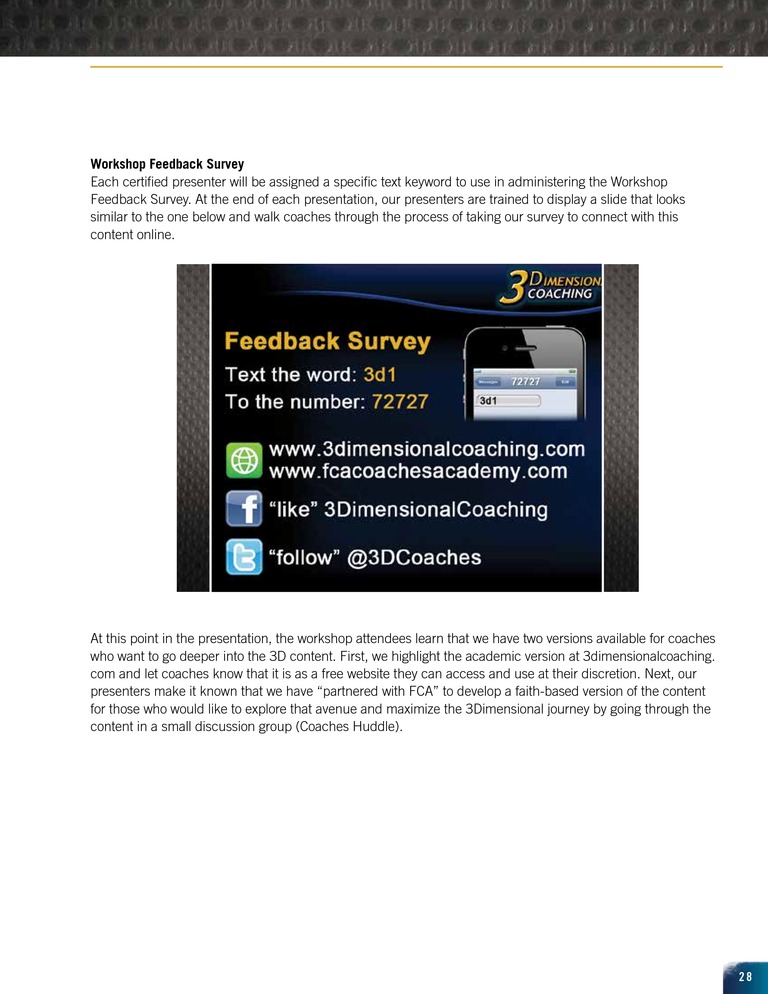 Workshop Feedback Survey
Each certified presenter will be assigned a specific text keyword to use in administering the Workshop
Feedback Survey. At the end of each presentation, our presenters are trained to display a slide that looks
similar to the one below and walk coaches through the process of taking our survey to connect with this
content online.
3DIMENSION
COACHING
Feedback Survey
Text the word: 3d1
To the number: 72727
Messages 72727 Edit
3d1
www.3dimensionalcoaching.com
www.fcacoachesacademy.com
“like” 3DimensionalCoaching
“follow” @3DCoaches
At this point in the presentation, the workshop attendees learn that we have two versions available for coaches
who want to go deeper into the 3D content. First, we highlight the academic version at 3dimensionalcoaching.
com and let coaches know that it is as a free website they can access and use at their discretion. Next, our
presenters make it known that we have “partnered with FCA” to develop a faith-based version of the content
for those who would like to explore that avenue and maximize the 3Dimensional journey by going through the
content in a small discussion group (Coaches Huddle).
28